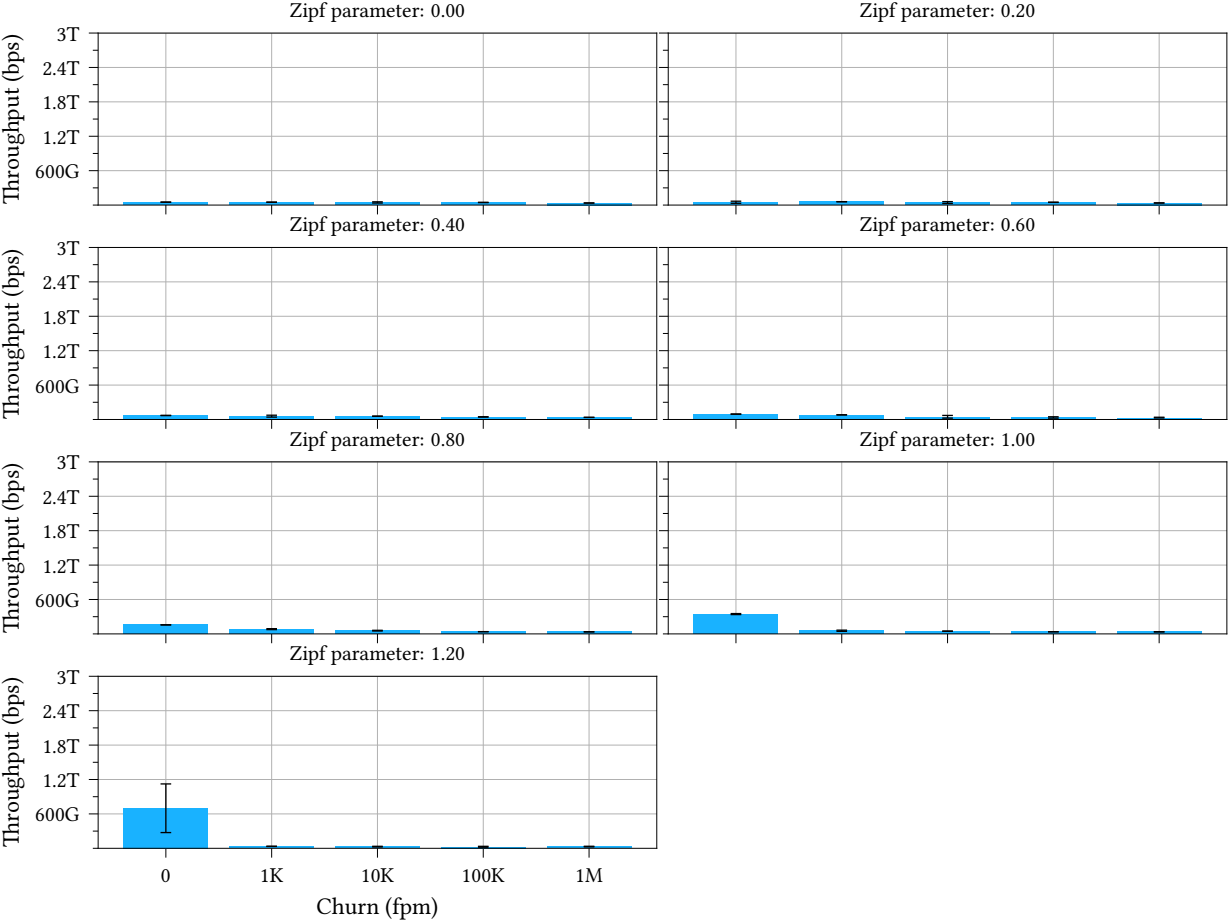 Zipf parameter: 0.00
Zipf parameter: 0.20
Throughput (bps)
3T
2.4T
1.8T
1.2T
600G
Zipf parameter: 0.40
Zipf parameter: 0.60
Throughput (bps)
3T
2.4T
1.8T
1.2T
600G
Zipf parameter: 0.80
Zipf parameter: 1.00
Throughput (bps)
3T
2.4T
1.8T
1.2T
600G
Zipf parameter: 1.20
Throughput (bps)
3T
2.4T
1.8T
1.2T
600G
0 1K 10K 100K 1M
Churn (fpm)